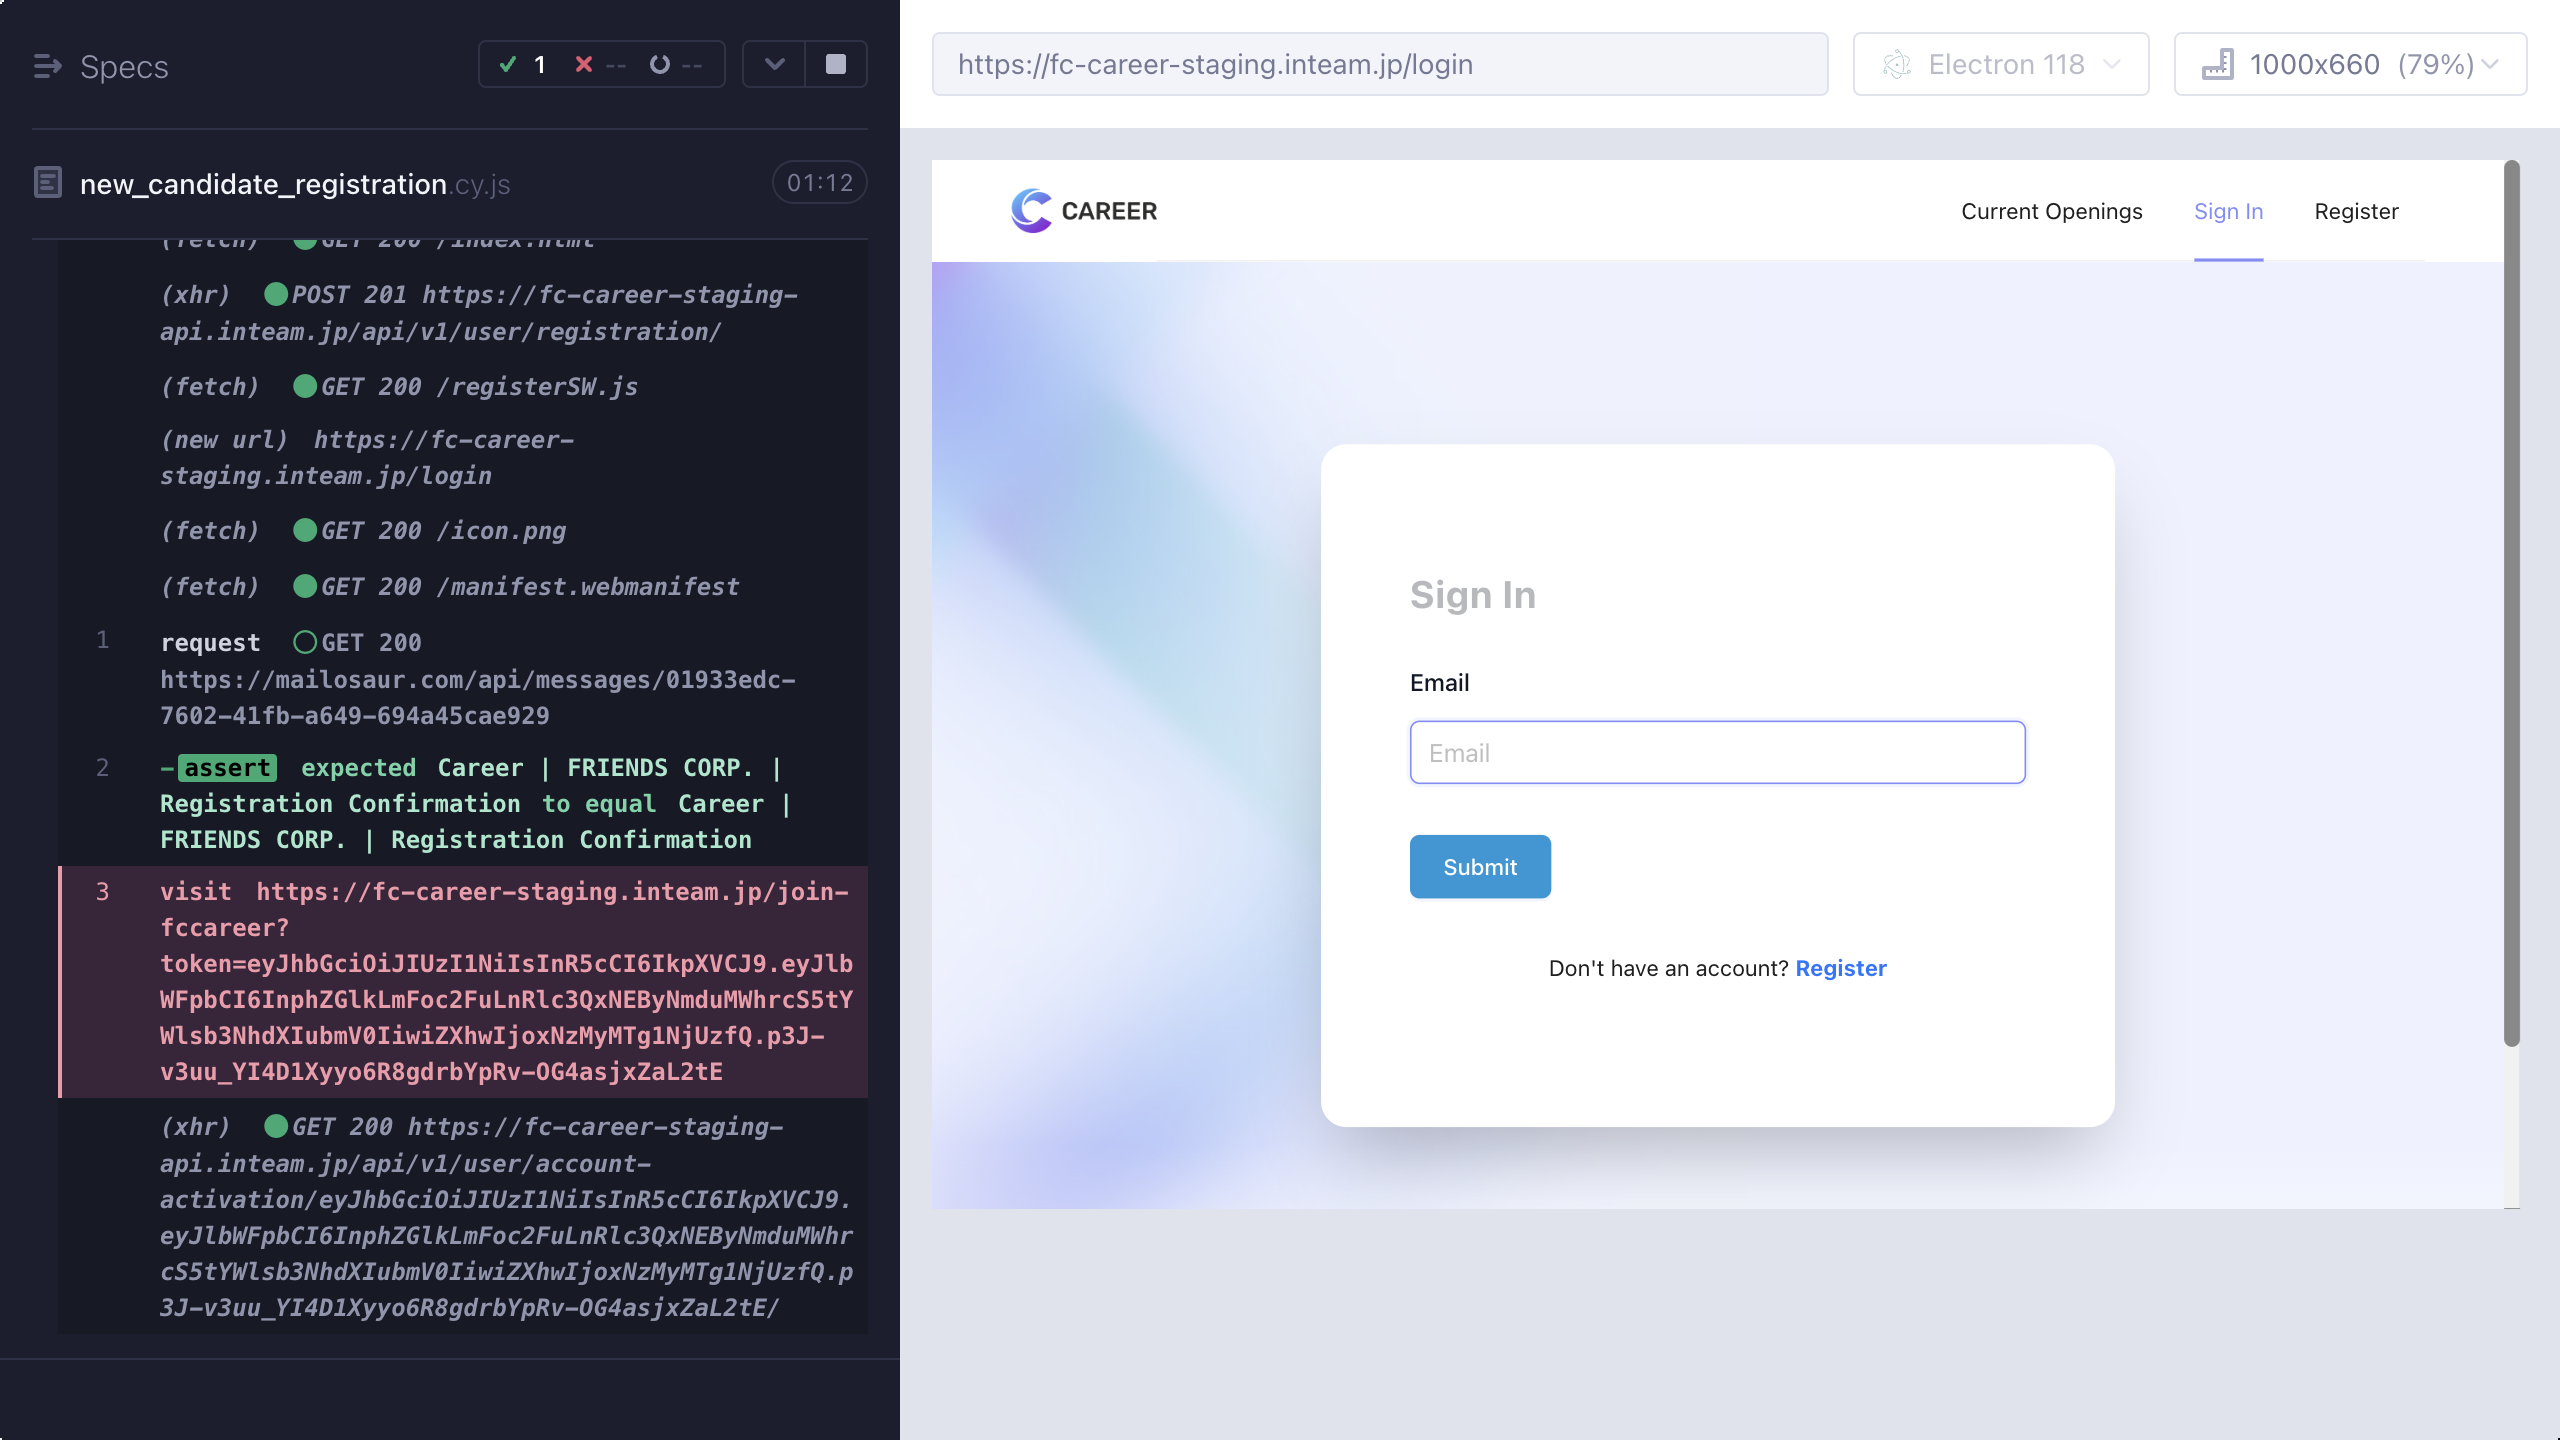 Specs
1
--
--
new_candidate_registration.cy.js
01:12
(fetch) GET 200 /index.html
(xhr) POST 201 https://fc-career-staging-
api.inteam.jp/api/v1/user/registration/
(fetch) GET 200 /registerSW.js
(new url) https://fc-career-
staging.inteam.jp/login
(fetch) GET 200 /icon.png
(fetch) GET 200 /manifest.webmanifest
1 request GET 200
https://mailosaur.com/api/messages/01933edc-
7602-41fb-a649-694a45cae929
2 -assert expected Career | FRIENDS CORP. |
Registration Confirmation to equal Career |
FRIENDS CORP. | Registration Confirmation
3 visit https://fc-career-staging.inteam.jp/join-
fccareer?
token=eyJhbGciOiJIUzI1NiIsInR5cCI6IkpXVCJ9.eyJlb
WFpbCI6InphZGlkLmFoc2FuLnRlc3QxNEByNmduMWhrcS5tY
Wlsb3NhdXIubmV0IiwiZXhwIjoxNzMyMTg1NjUzfQ.p3J-
v3uu_YI4D1Xyyo6R8gdrbYpRv-OG4asjxZaL2tE
(xhr) GET 200 https://fc-career-staging-
api.inteam.jp/api/v1/user/account-
activation/eyJhbGciOiJIUzI1NiIsInR5cCI6IkpXVCJ9.
eyJlbWFpbCI6InphZGlkLmFoc2FuLnRlc3QxNEByNmduMWhr
cS5tYWlsb3NhdXIubmV0IiwiZXhwIjoxNzMyMTg1NjUzfQ.p
3J-v3uu_YI4D1Xyyo6R8gdrbYpRv-OG4asjxZaL2tE/
https://fc-career-staging.inteam.jp/login
Electron 118
1000x660 (79%)
CAREER
Current Openings
Sign In
Register
Sign In
Email
Email
Submit
Don't have an account? Register